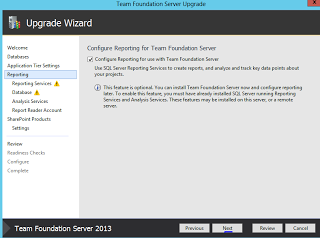 Team Foundation Server Upgrade
Upgrade Wizard
Welcome
Databases
Application Tier Settings
Reporting
Reporting Services
Database
Analysis Services
Report Reader Account
SharePoint Products
Settings
Review
Readiness Checks
Configure
Complete
Configure Reporting for Team Foundation Server
Configure Reporting for use with Team Foundation Server
Use SQL Server Reporting Services to create reports, and analyze and track key data points about
your projects.
This feature is optional. You can install Team Foundation Server now and configure reporting
later. To enable this feature, you must have already installed SQL Server running Reporting
Services and Analysis Services. These features may be installed on this server, or a remote
server.
Team Foundation Server 2013
Previous
Next
Review
Cancel